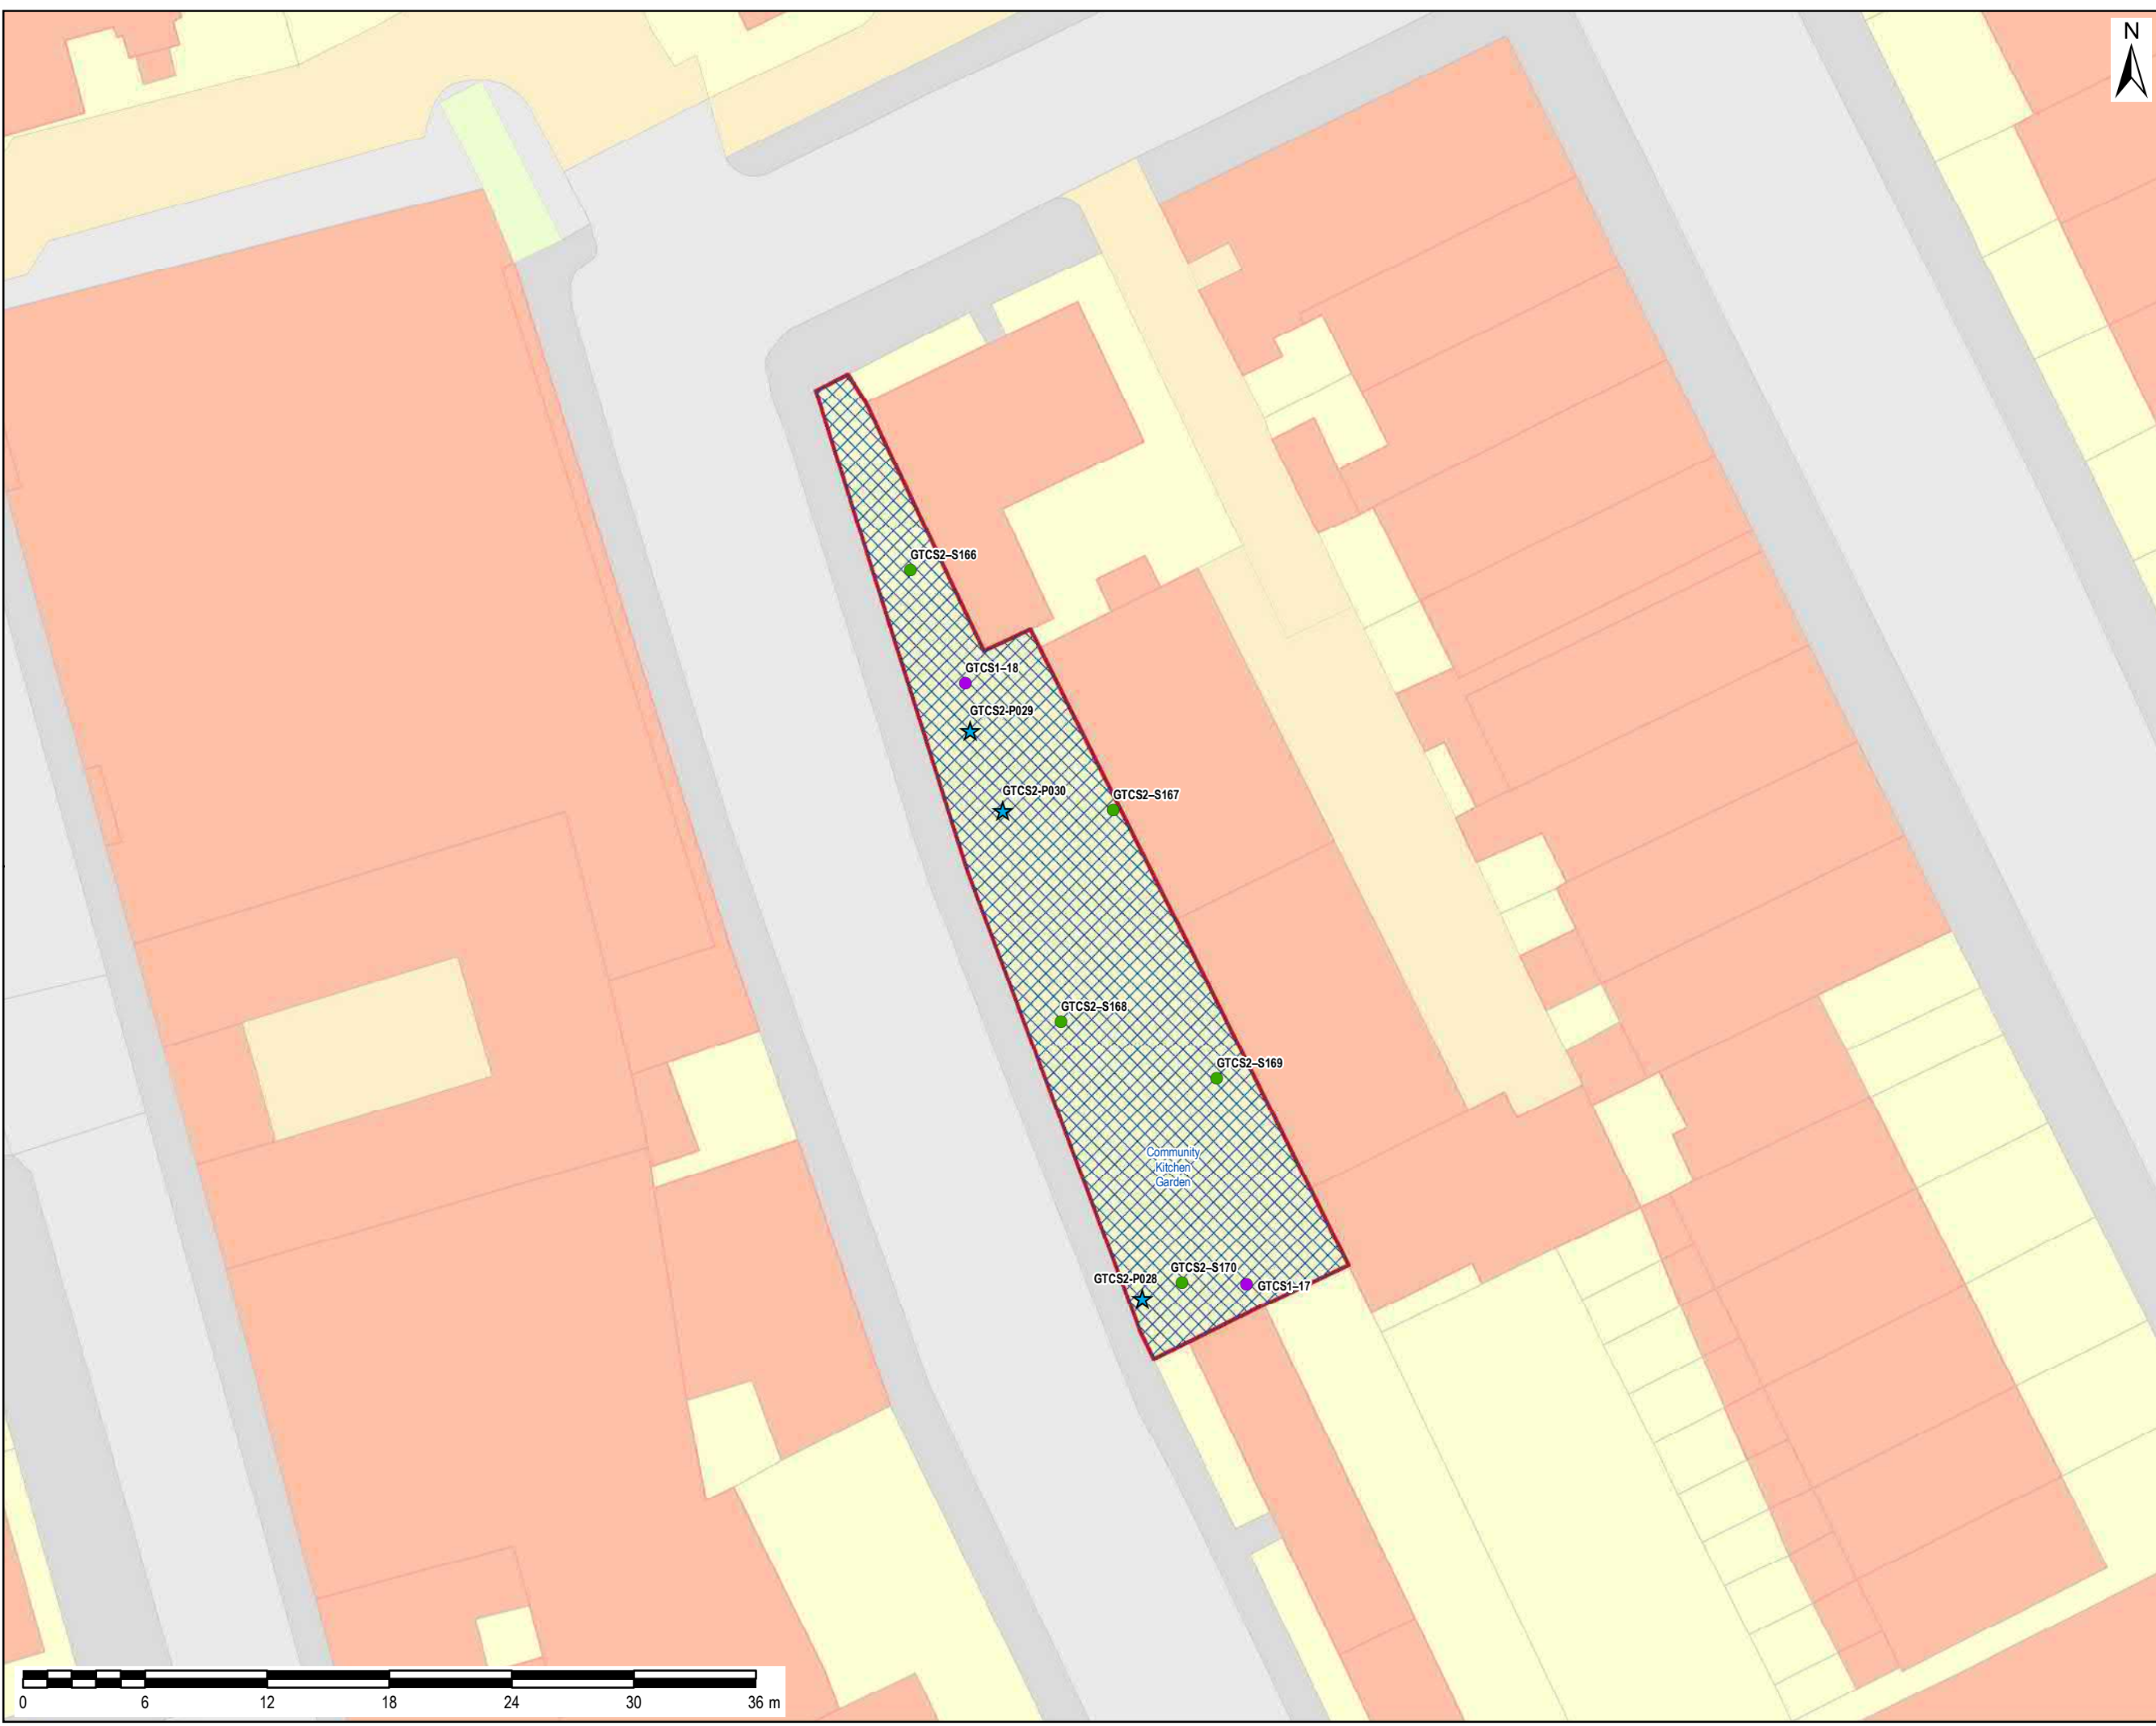 N
GTCS2–S166
GTCS1–18
GTCS2-P029
GTCS2-P030
GTCS2–S167
GTCS2–S168
GTCS2–S169
Community
Kitchen
Garden
GTCS2-P028
GTCS2–S170
GTCS1–17
0 6 12 18 24 30 36 m